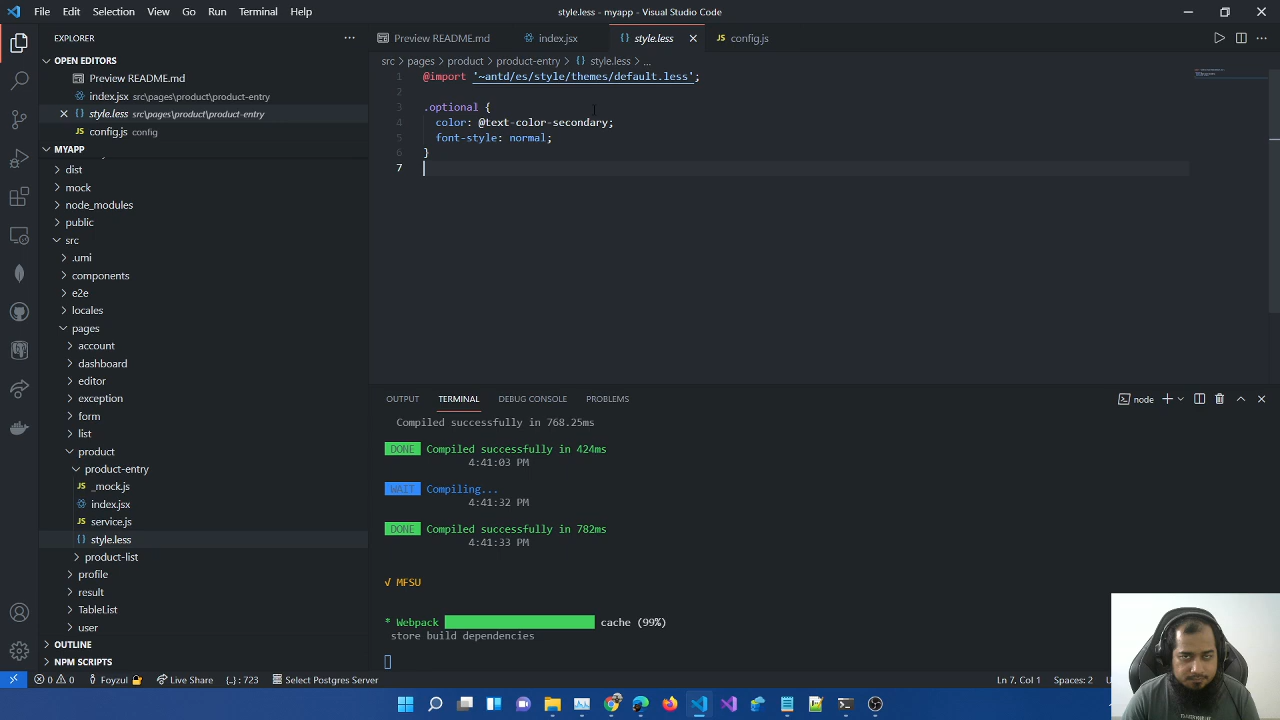 File Edit Selection View Go Run Terminal Help
style.less - myapp - Visual Studio Code
EXPLORER
OPEN EDITORS
Preview README.md
index.jsx src\pages\product\product-entry
style.less src\pages\product\product-entry
config.js config
MYAPP
dist
mock
node_modules
public
src
.umi
components
e2e
locales
pages
account
dashboard
editor
exception
form
list
product
product-entry
JS _mock.js
index.jsx
JS service.js
style.less
product-list
profile
result
TableList
user
OUTLINE
NPM SCRIPTS
Preview README.md
index.jsx
style.less
JS config.js
src > pages > product > product-entry > style.less > ...
1 @import '~antd/es/style/themes/default.less';
2
3 .optional {
4 color: @text-color-secondary;
5 font-style: normal;
6 }
7
OUTPUT TERMINAL DEBUG CONSOLE PROBLEMS
node
Compiled successfully in 768.25ms
DONE Compiled successfully in 424ms
4:41:03 PM
WAIT Compiling...
4:41:32 PM
DONE Compiled successfully in 782ms
4:41:33 PM
√ MFSU
* Webpack cache (99%)
store build dependencies
0 0 Foyzul Live Share {..} : 723 Select Postgres Server
Ln 7, Col 1 Spaces: 2